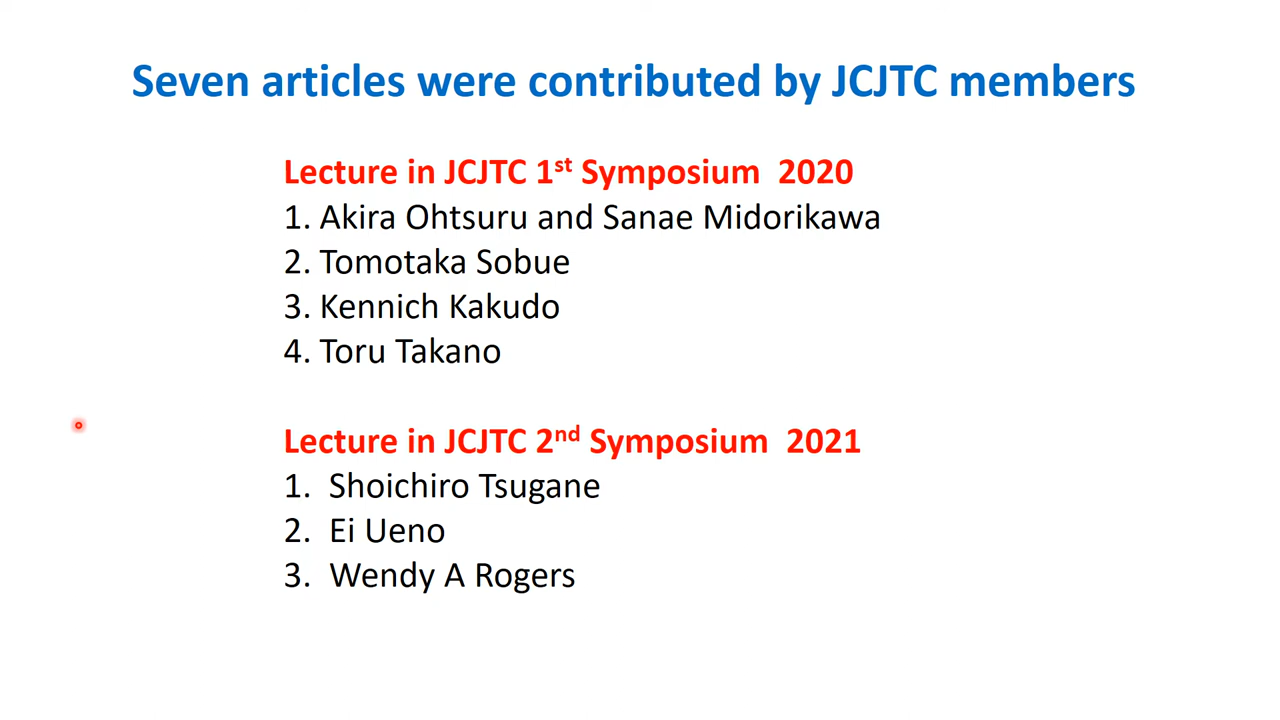 Seven articles were contributed by JCJTC members
Lecture in JCJTC 1st Symposium 2020
1. Akira Ohtsuru and Sanae Midorikawa
2. Tomotaka Sobue
3. Kennich Kakudo
4. Toru Takano
Lecture in JCJTC 2nd Symposium 2021
1. Shoichiro Tsugane
2. Ei Ueno
3. Wendy A Rogers